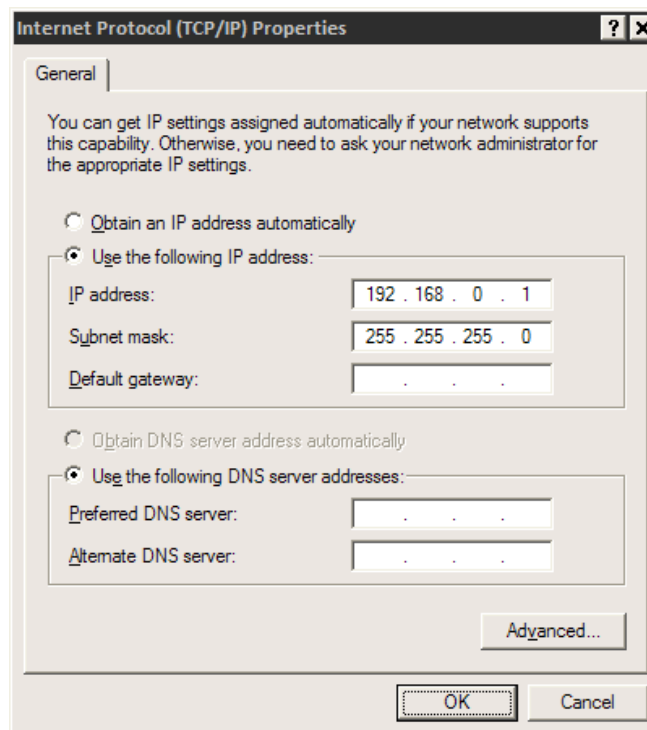 Internet Protocol (TCP/IP) Properties
General
You can get IP settings assigned automatically if your network supports
this capability. Otherwise, you need to ask your network administrator for
the appropriate IP settings.
Obtain an IP address automatically
Use the following IP address:
IP address: 192 . 168 . 0 . 1
Subnet mask: 255 . 255 . 255 . 0
Default gateway: . . .
Obtain DNS server address automatically
Use the following DNS server addresses:
Preferred DNS server: . . .
Alternate DNS server: . . .
Advanced...
OK Cancel